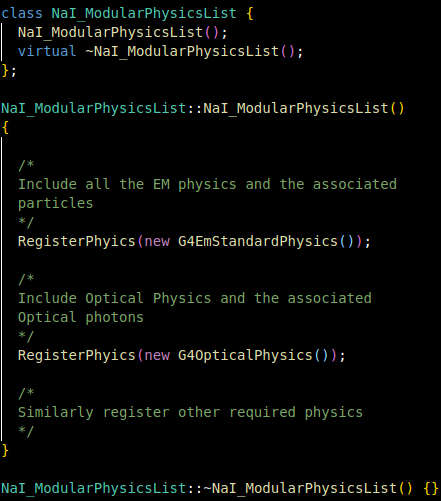 class NaI_ModularPhysicsList {
  NaI_ModularPhysicsList();
  virtual ~NaI_ModularPhysicsList();
};

NaI_ModularPhysicsList::NaI_ModularPhysicsList()
{

  /*
  Include all the EM physics and the associated
  particles
  */
  RegisterPhyics(new G4EmStandardPhysics());

  /*
  Include Optical Physics and the associated
  Optical photons
  */
  RegisterPhyics(new G4OpticalPhysics());

  /*
  Similarly register other required physics
  */
}

NaI_ModularPhysicsList::~NaI_ModularPhysicsList() {}